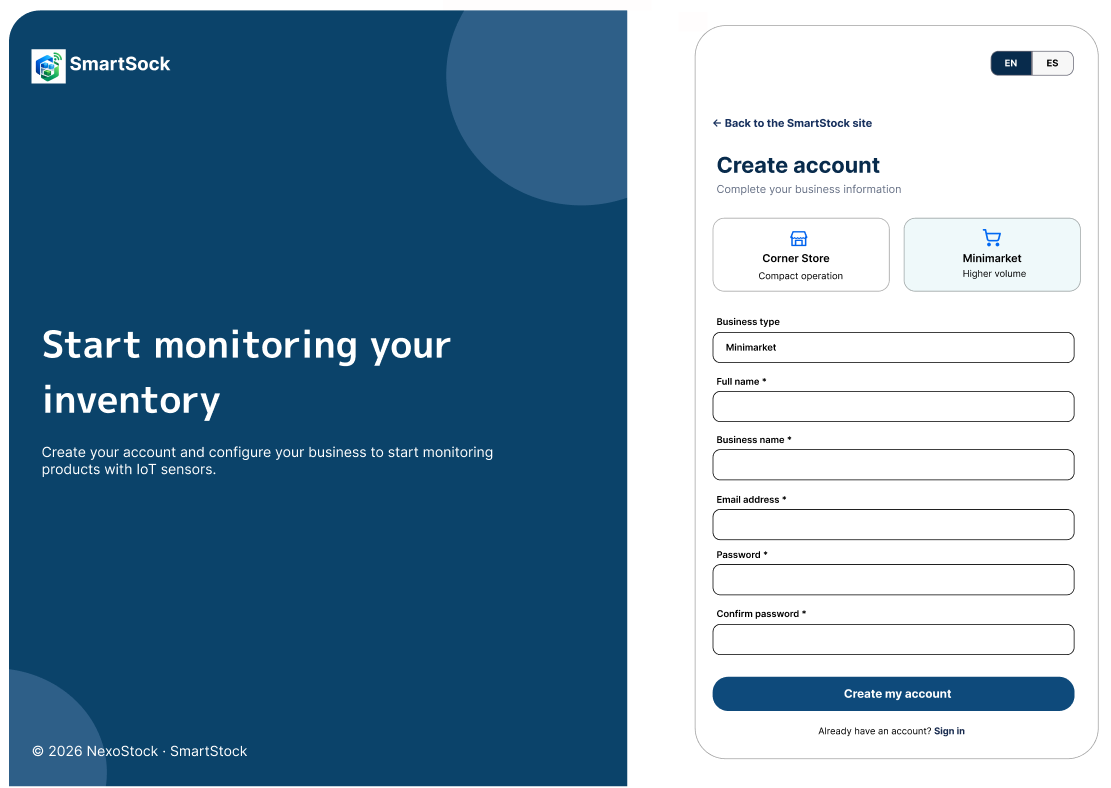 SmartSock
Start monitoring your
inventory
Create your account and configure your business to start monitoring
products with IoT sensors.
© 2026 NexoStock · SmartStock
EN
ES
← Back to the SmartStock site
Create account
Complete your business information
Corner Store
Compact operation
Minimarket
Higher volume
Business type
Minimarket
Full name *
Business name *
Email address *
Password *
Confirm password *
Create my account
Already have an account? Sign in